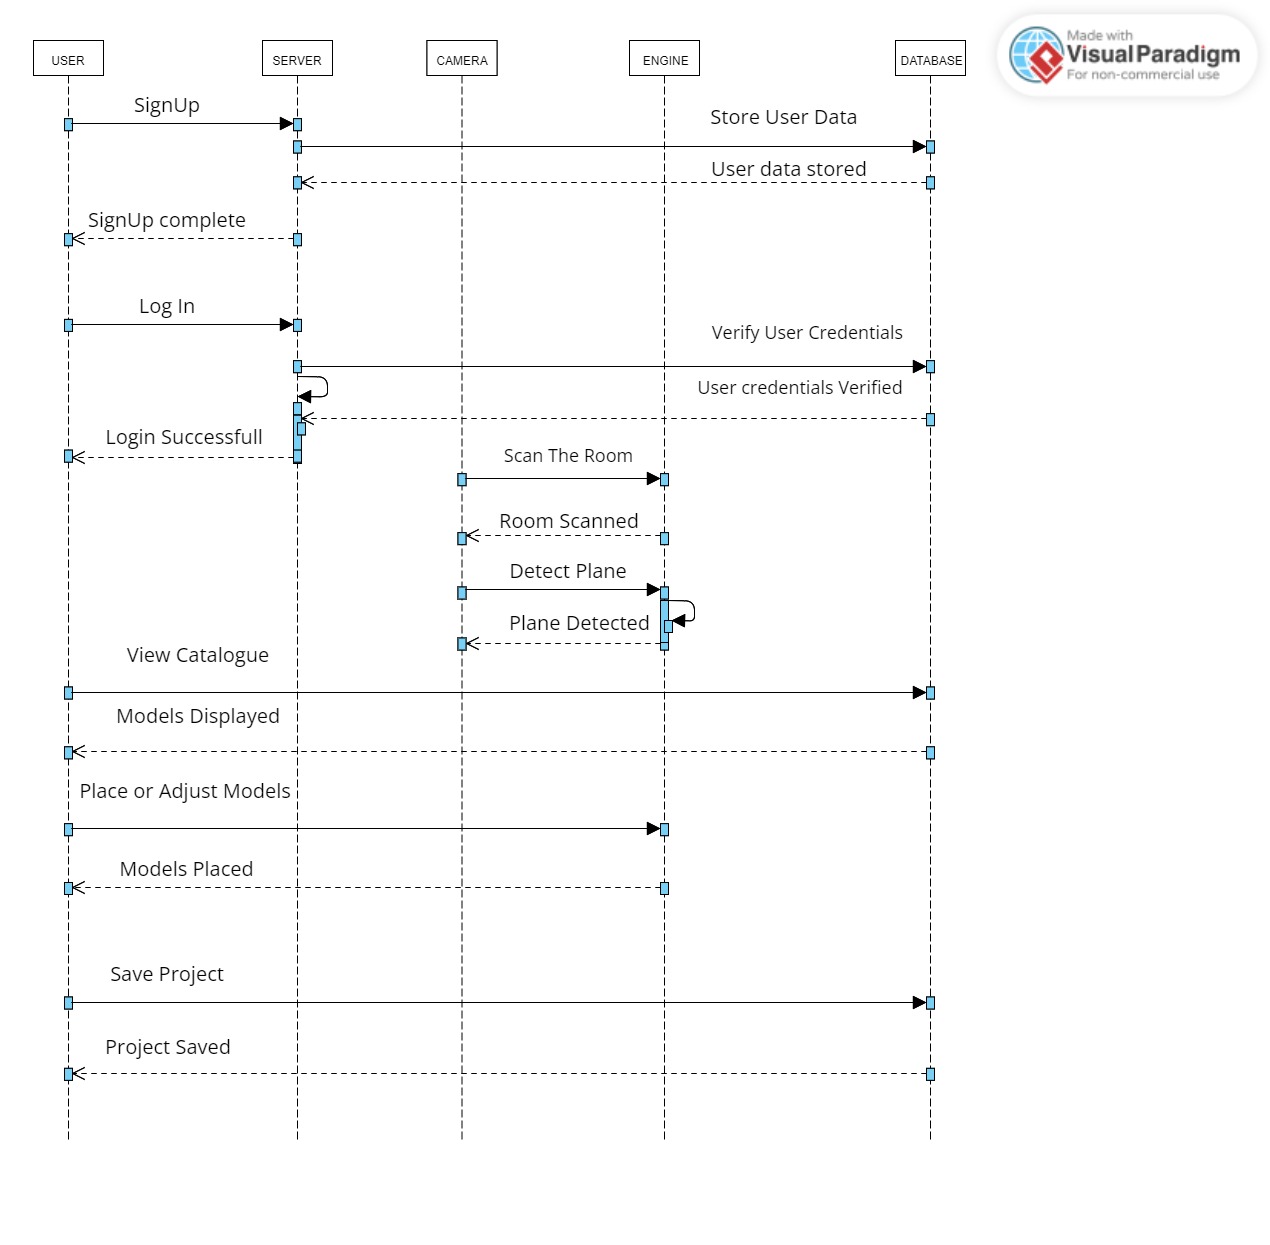 Made with
Visual Paradigm
For non-commercial use
USER
SERVER
CAMERA
ENGINE
DATABASE
SignUp
Store User Data
User data stored
SignUp complete
Log In
Verify User Credentials
User credentials Verified
Login Successfull
Scan The Room
Room Scanned
Detect Plane
Plane Detected
View Catalogue
Models Displayed
Place or Adjust Models
Models Placed
Save Project
Project Saved